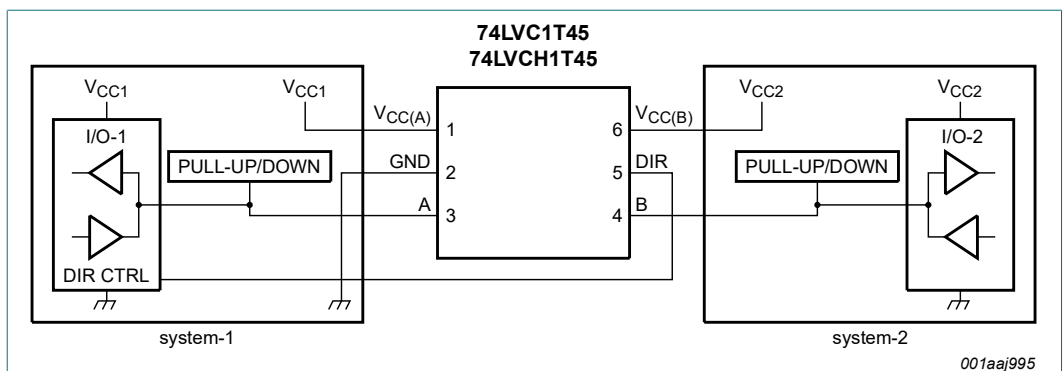 74LVC1T45
74LVCH1T45
VCC1
VCC1
VCC(A)
VCC(B)
VCC2
VCC2
I/O-1
1
6
I/O-2
PULL-UP/DOWN
GND
2
5
DIR
PULL-UP/DOWN
A
3
4
B
DIR CTRL
system-1
system-2
001aaj995